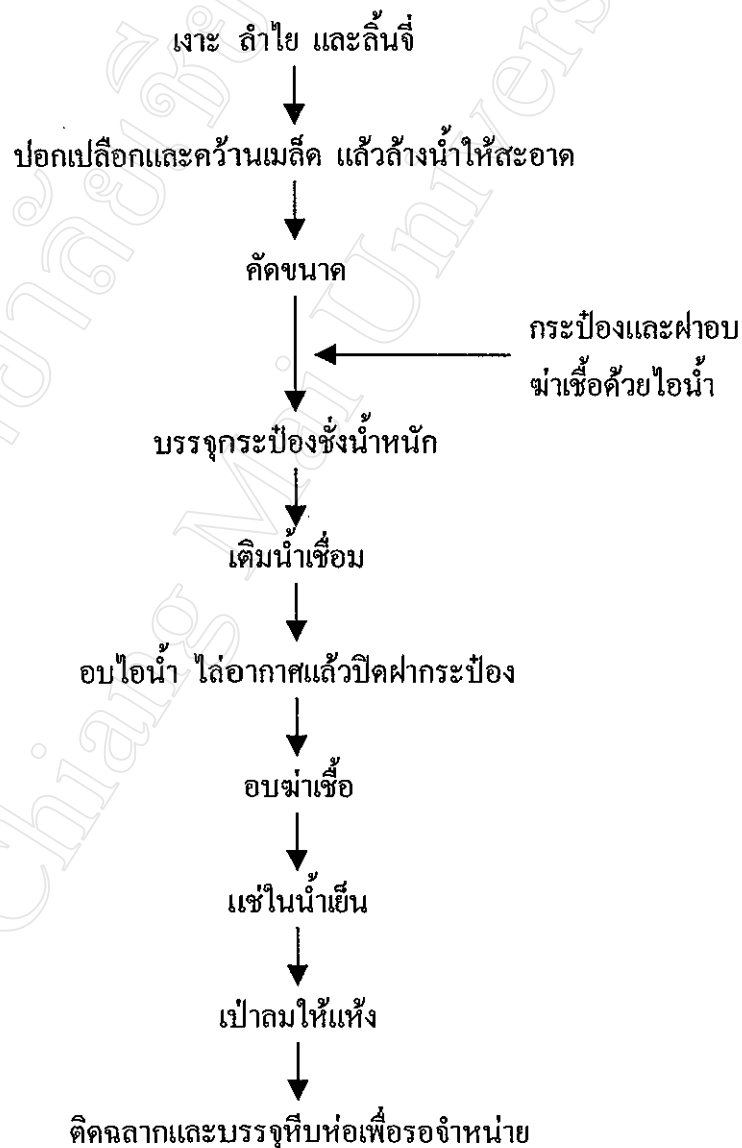 เงาะ ลำไย และลิ้นจี่
ปอกเปลือกและคว้านเมล็ด แล้วล้างน้ำให้สะอาด
คัดขนาด
กระป๋องและฝาอบ
ฆ่าเชื้อด้วยไอน้ำ
บรรจุกระป๋องชั่งน้ำหนัก
เติมน้ำเชื่อม
อบไอน้ำ ไล่อากาศแล้วปิดฝากระป๋อง
อบฆ่าเชื้อ
แช่ในน้ำเย็น
เป่าลมให้แห้ง
ติดฉลากและบรรจุหีบห่อเพื่อรอจำหน่าย
Chiang Mai Univers